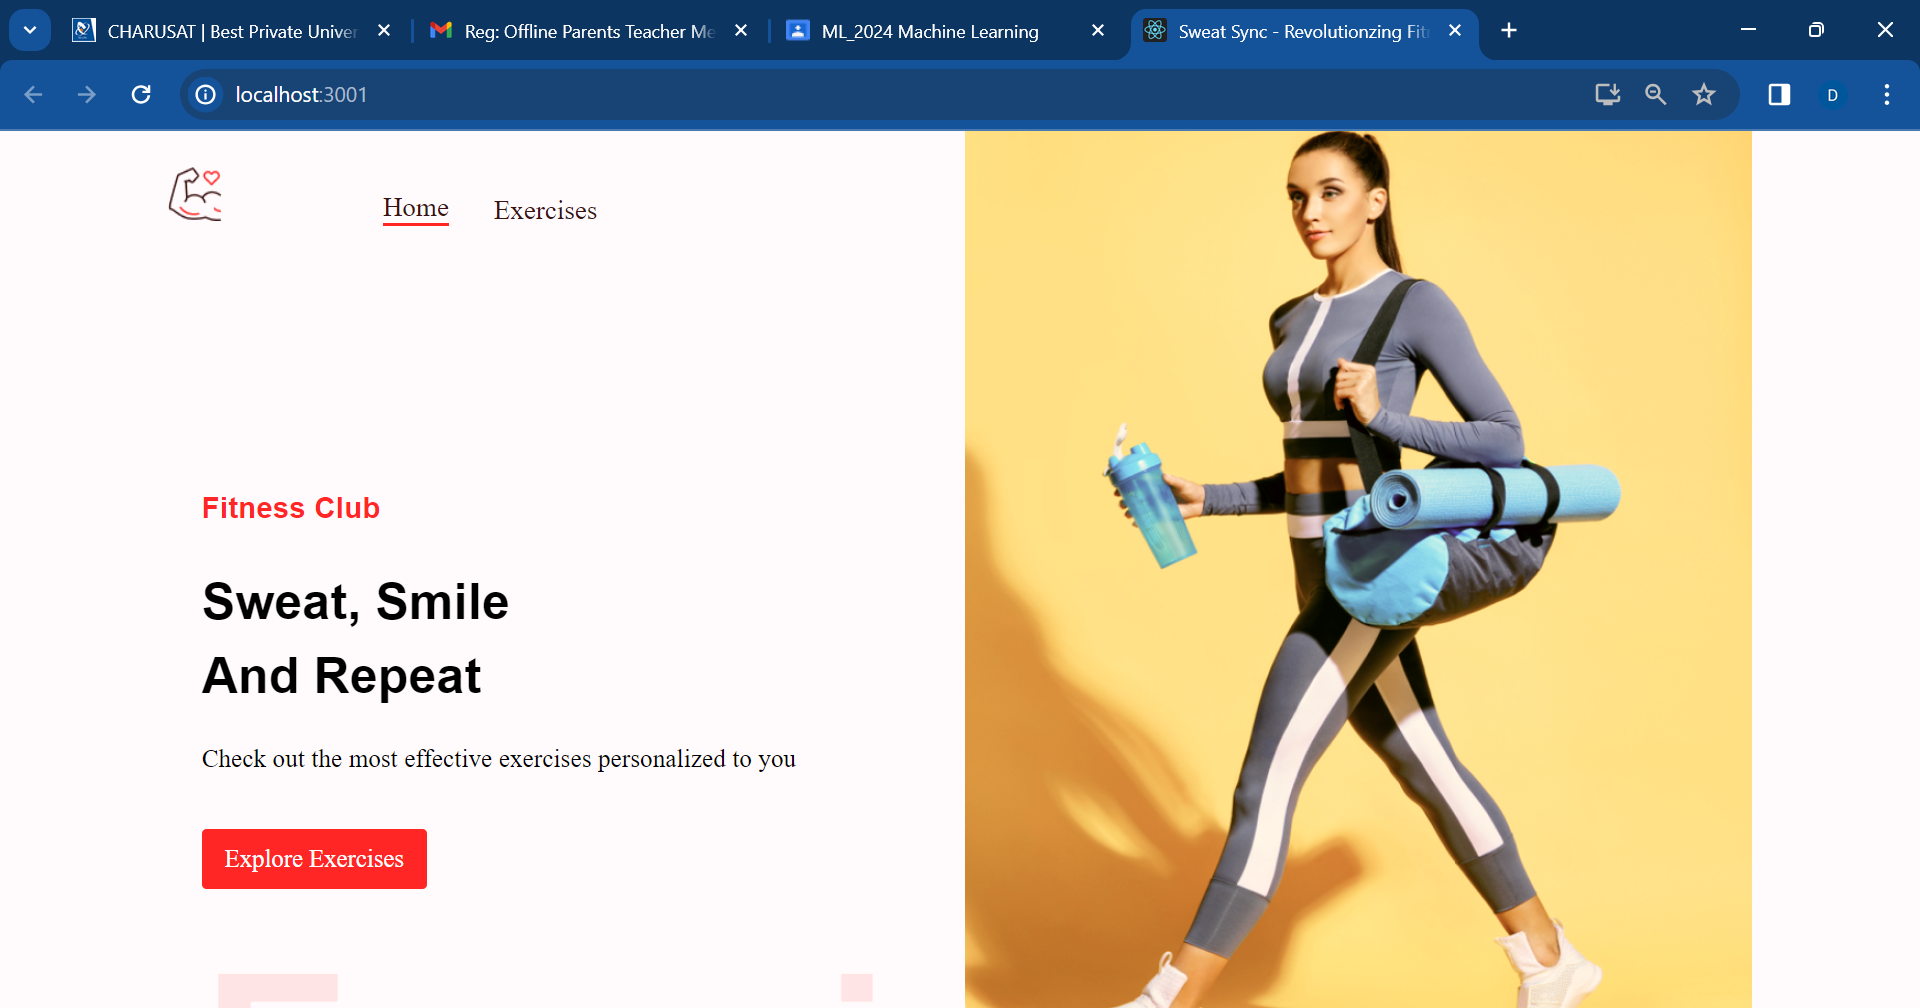 CHARUSAT | Best Private Univer
Reg: Offline Parents Teacher Me
ML_2024 Machine Learning
Sweat Sync - Revolutionzing Fit
localhost:3001
D
Home
Exercises
Fitness Club
Sweat, Smile
And Repeat
Check out the most effective exercises personalized to you
Explore Exercises